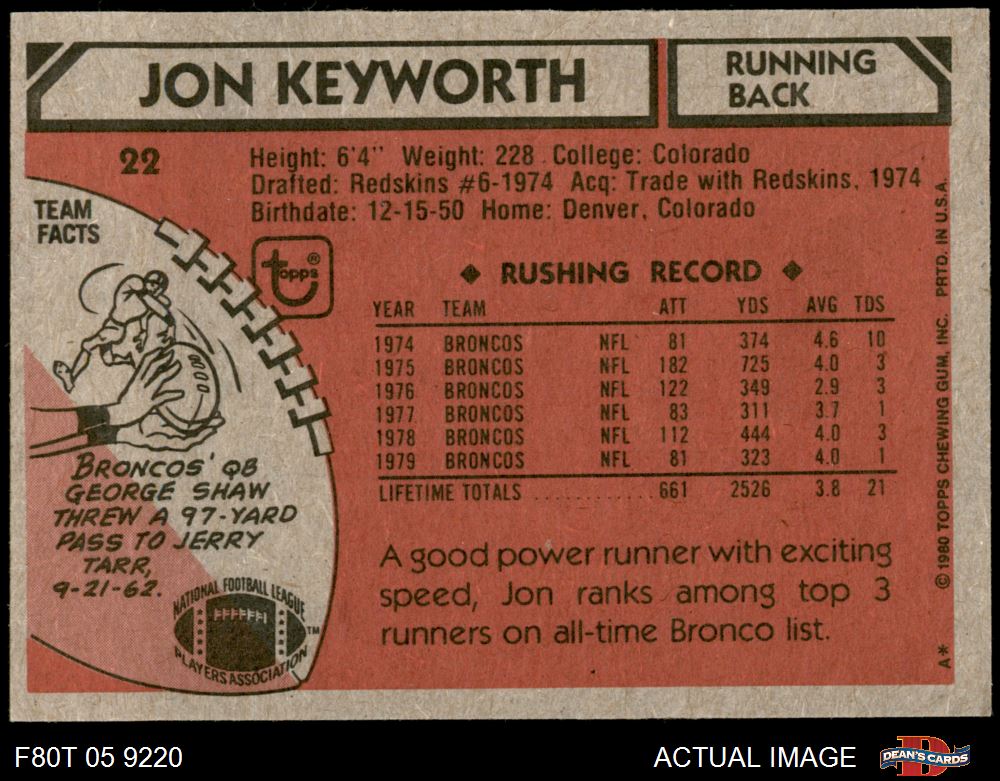 JON KEYWORTH
RUNNING
BACK
22
Height: 6'4" Weight: 228 College: Colorado
Drafted: Redskins #6-1974 Acq: Trade with Redskins, 1974
Birthdate: 12-15-50 Home: Denver, Colorado
TEAM
FACTS
topps®
◆ RUSHING RECORD ◆
YEAR TEAM ATT YDS AVG TDS
1974 BRONCOS NFL 81 374 4.6 10
1975 BRONCOS NFL 182 725 4.0 3
1976 BRONCOS NFL 122 349 2.9 3
1977 BRONCOS NFL 83 311 3.7 1
1978 BRONCOS NFL 112 444 4.0 3
1979 BRONCOS NFL 81 323 4.0 1
LIFETIME TOTALS .............. 661 2526 3.8 21
BRONCOS' QB
GEORGE SHAW
THREW A 97-YARD
PASS TO JERRY
TARR,
9-21-62.
NATIONAL FOOTBALL LEAGUE
PLAYERS ASSOCIATION
TM
A good power runner with exciting
speed, Jon ranks among top 3
runners on all-time Bronco list.
A* © 1980 TOPPS CHEWING GUM, INC. PRTD. IN U.S.A.
F80T 05 9220
ACTUAL IMAGE
DEAN'S CARDS